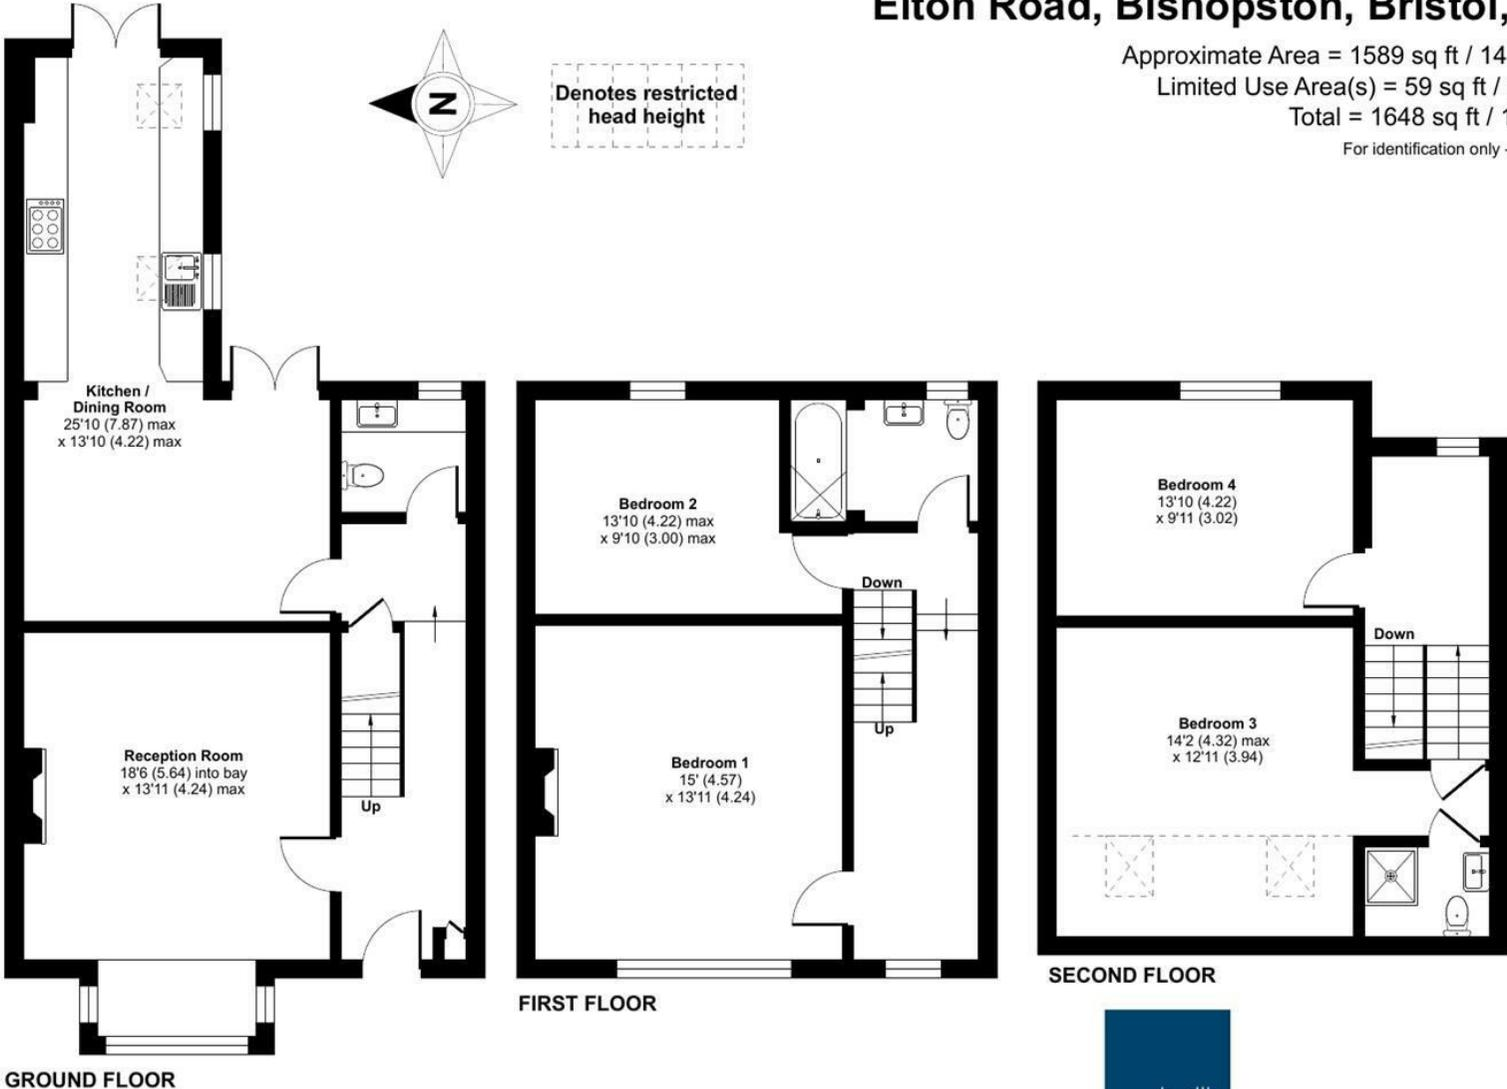 Elton Road, Bishopston, Bristol,
Approximate Area = 1589 sq ft / 14
Limited Use Area(s) = 59 sq ft /
Total = 1648 sq ft / 1
For identification only -
N
Denotes restricted
head height
Kitchen /
Dining Room
25'10 (7.87) max
x 13'10 (4.22) max
Reception Room
18'6 (5.64) into bay
x 13'11 (4.24) max
Up
GROUND FLOOR
Bedroom 2
13'10 (4.22) max
x 9'10 (3.00) max
Down
Up
Bedroom 1
15' (4.57)
x 13'11 (4.24)
FIRST FLOOR
Bedroom 4
13'10 (4.22)
x 9'11 (3.02)
Down
Bedroom 3
14'2 (4.32) max
x 12'11 (3.94)
SECOND FLOOR